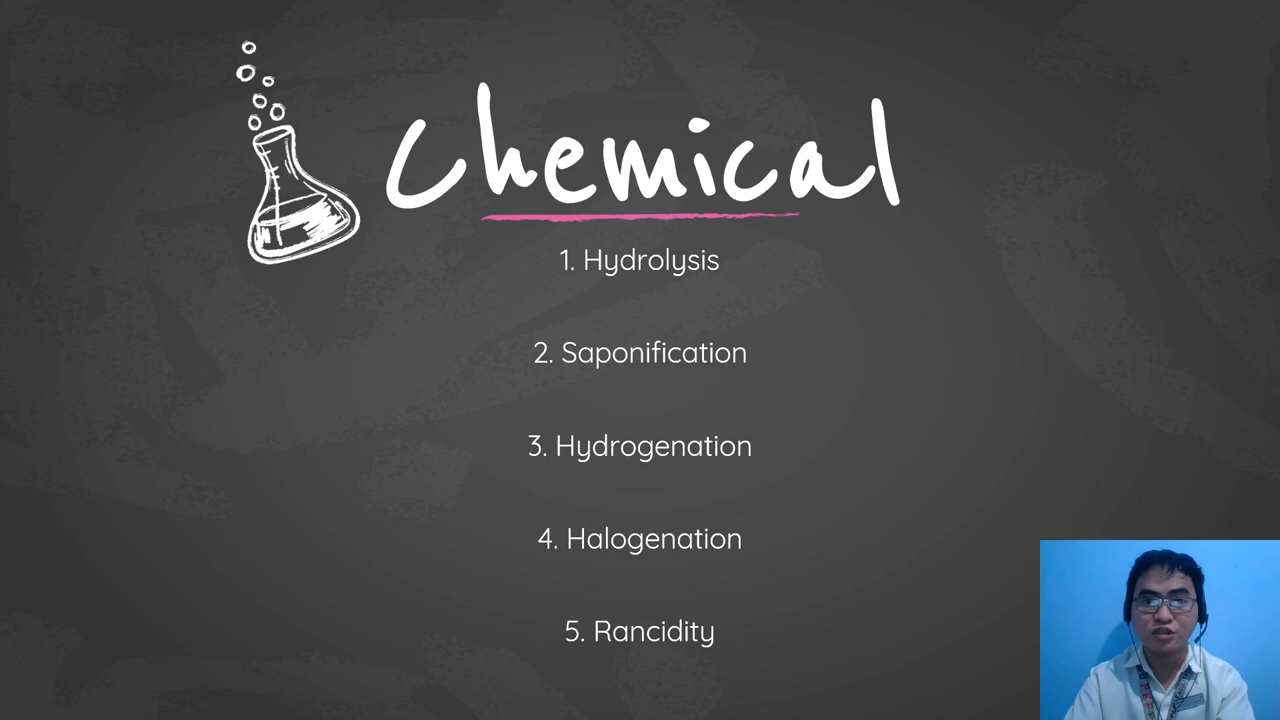 Chemical
1. Hydrolysis
2. Saponification
3. Hydrogenation
4. Halogenation
5. Rancidity